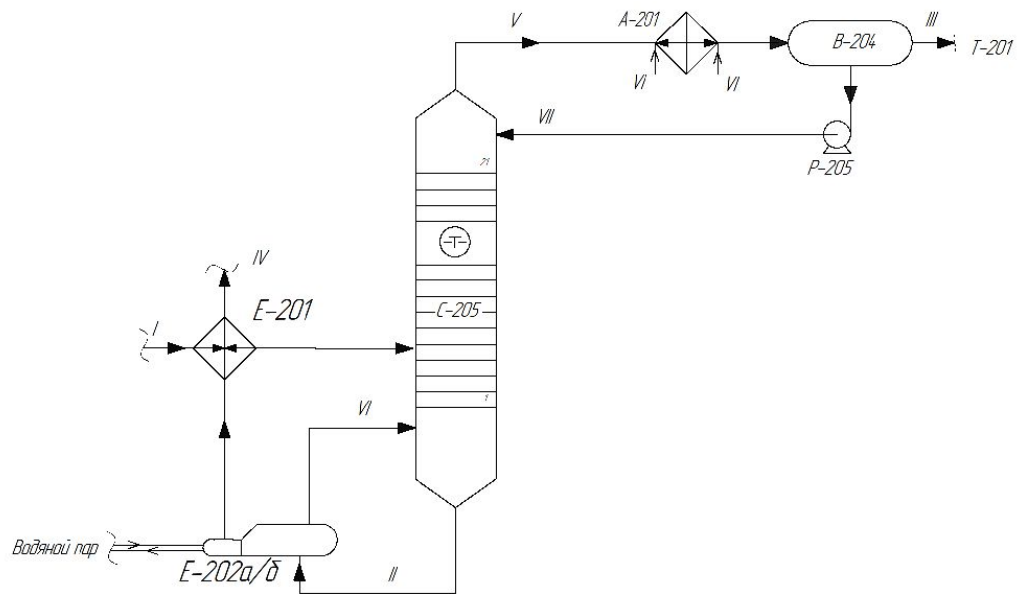 V
A-201
III
B-204
T-201
Vi
VI
VII
P-205
21
T
IV
E-201
C-205
I
1
VI
Водяной пар
E-202а/б
II